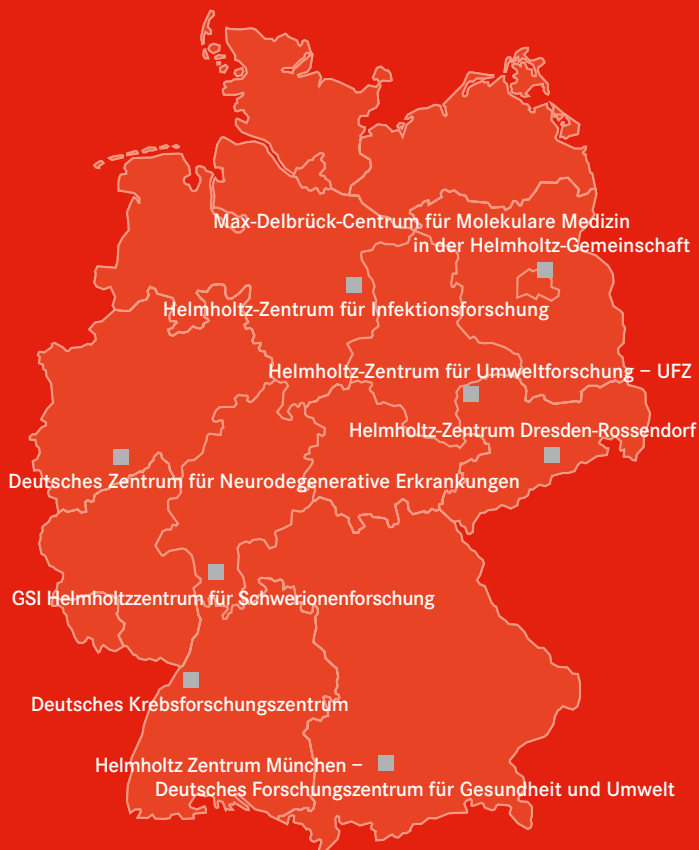 Max-Delbrück-Centrum für Molekulare Medizin
in der Helmholtz-Gemeinschaft
Helmholtz-Zentrum für Infektionsforschung
Helmholtz-Zentrum für Umweltforschung – UFZ
Helmholtz-Zentrum Dresden-Rossendorf
Deutsches Zentrum für Neurodegenerative Erkrankungen
GSI Helmholtzzentrum für Schwerionenforschung
Deutsches Krebsforschungszentrum
Helmholtz Zentrum München –
Deutsches Forschungszentrum für Gesundheit und Umwelt